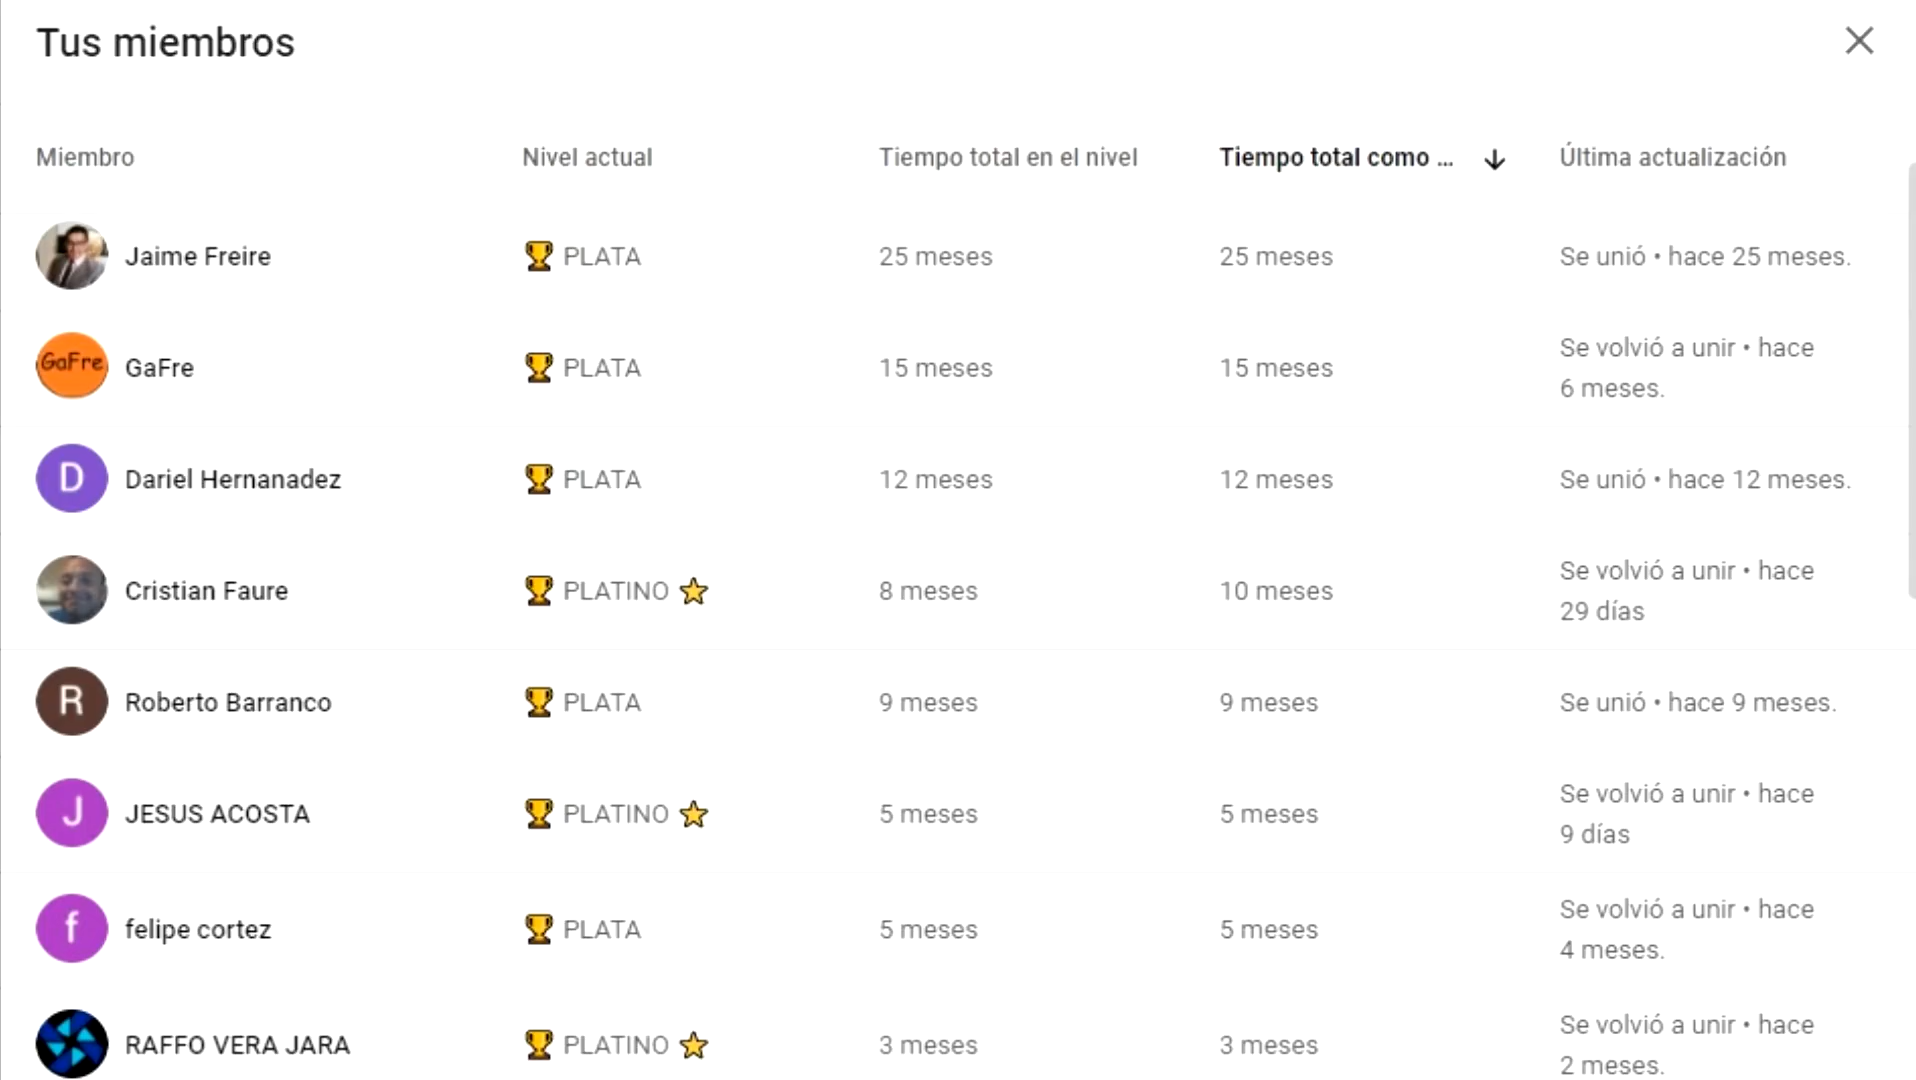 Tus miembros
Miembro Nivel actual Tiempo total en el nivel Tiempo total como ... Última actualización
Jaime Freire PLATA 25 meses 25 meses Se unió • hace 25 meses.
GaFre GaFre PLATA 15 meses 15 meses Se volvió a unir • hace
6 meses.
D Dariel Hernanadez PLATA 12 meses 12 meses Se unió • hace 12 meses.
Cristian Faure PLATINO 8 meses 10 meses Se volvió a unir • hace
29 días
R Roberto Barranco PLATA 9 meses 9 meses Se unió • hace 9 meses.
J JESUS ACOSTA PLATINO 5 meses 5 meses Se volvió a unir • hace
9 días
f felipe cortez PLATA 5 meses 5 meses Se volvió a unir • hace
4 meses.
RAFFO VERA JARA PLATINO 3 meses 3 meses Se volvió a unir • hace
2 meses.